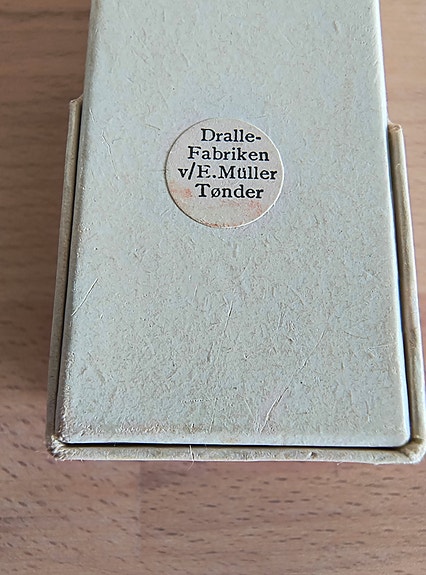 Dralle-
Fabriken
v/E.Müller
Tønder